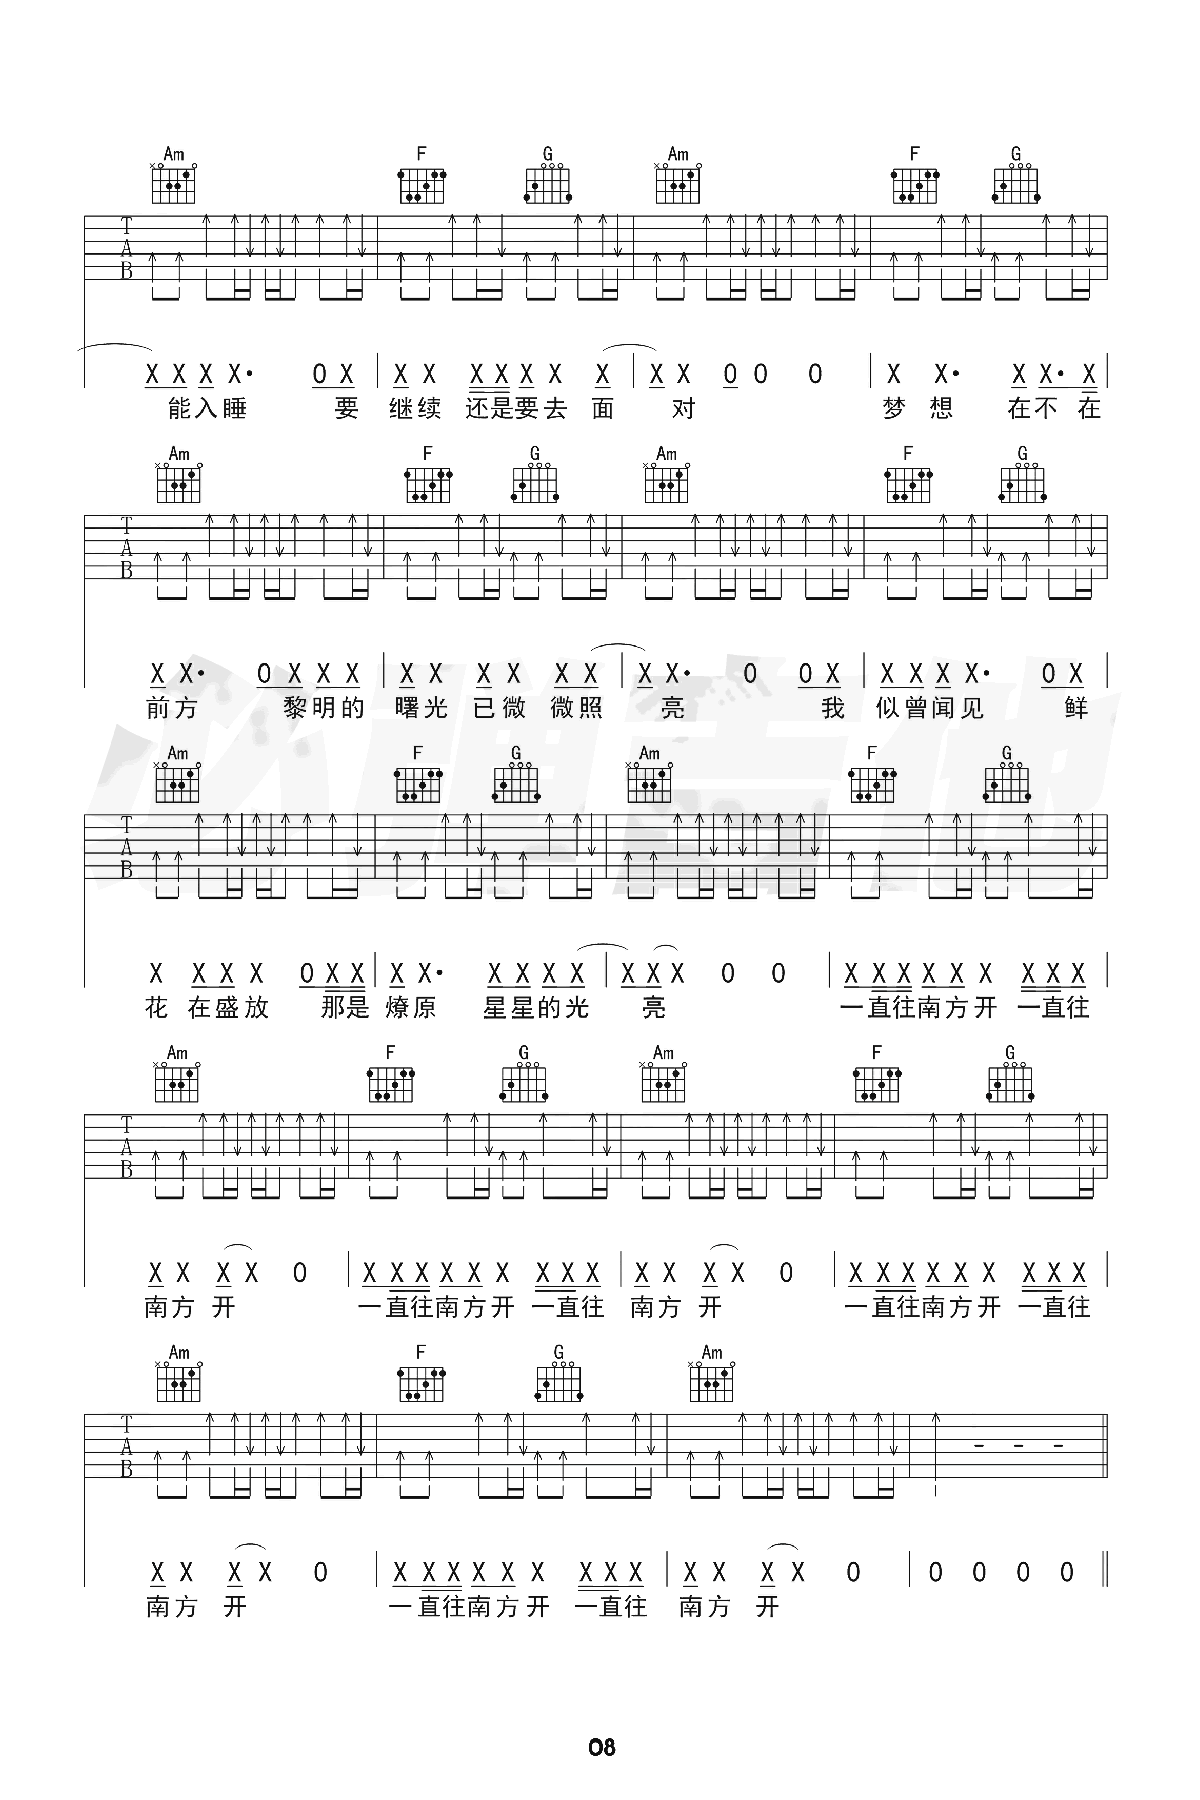 Am F G Am F G
T
A
B
X X X X· 0 X X X X X X X X X X 0 0 0 X X· X X· X
能入睡 要 继续 还是要去 面 对 梦 想 在不 在
Am F G Am F G
T
A
B
X X· 0 X X X X X X X X X X X· 0 0 X X X X X· 0 X
前方 黎明的 曙光 已微 微照 亮 我 似曾闻见 鲜
必弹吉他
Am F G Am F G
T
A
B
X X X X 0 X X X X· X X X X X X X 0 0 X X X X X X X X X
花 在盛放 那是 燎原 星星的光 亮 一直往南方开 一直往
Am F G Am F G
T
A
B
X X X X 0 X X X X X X X X X X X X X 0 X X X X X X X X X
南方 开 一直往南方开 一直往 南方 开 一直往南方开 一直往
Am F G Am
T
A
B
- - -
X X X X 0 X X X X X X X X X X X X X 0 0 0 0 0
南方 开 一直往南方开 一直往 南方 开
08